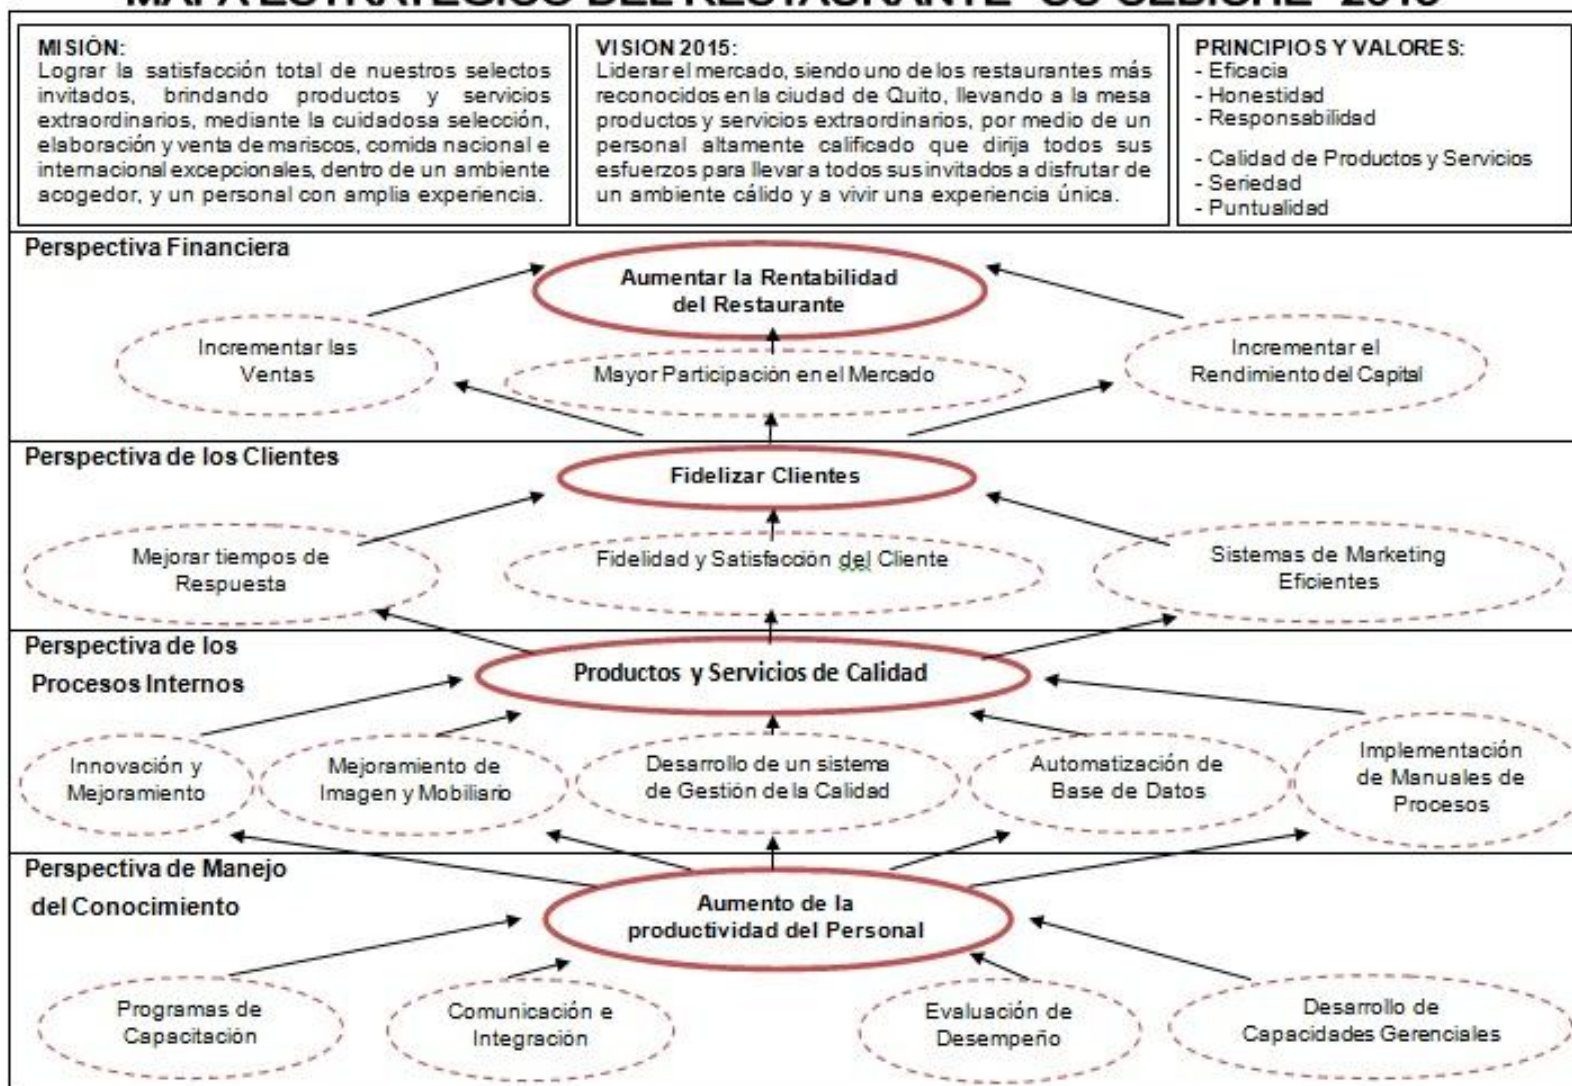 MAPA ESTRATÉGICO DEL RESTAURANTE "SU CEBICHE" 2015
MISIÓN:
Lograr la satisfacción total de nuestros selectos
invitados, brindando productos y servicios
extraordinarios, mediante la cuidadosa selección,
elaboración y venta de mariscos, comida nacional e
internacional excepcionales, dentro de un ambiente
acogedor, y un personal con amplia experiencia.
VISION 2015:
Liderar el mercado, siendo uno de los restaurantes más
reconocidos en la ciudad de Quito, llevando a la mesa
productos y servicios extraordinarios, por medio de un
personal altamente calificado que dirija todos sus
esfuerzos para llevar a todos sus invitados a disfrutar de
un ambiente cálido y a vivir una experiencia única.
PRINCIPIOS Y VALORES:
- Eficacia
- Honestidad
- Responsabilidad
- Calidad de Productos y Servicios
- Seriedad
- Puntualidad
Perspectiva Financiera
Aumentar la Rentabilidad
del Restaurante
Incrementar las
Ventas
Mayor Participación en el Mercado
Incrementar el
Rendimiento del Capital
Perspectiva de los Clientes
Fidelizar Clientes
Mejorar tiempos de
Respuesta
Fidelidad y Satisfacción del Cliente
Sistemas de Marketing
Eficientes
Perspectiva de los
Procesos Internos
Productos y Servicios de Calidad
Innovación y
Mejoramiento
Mejoramiento de
Imagen y Mobiliario
Desarrollo de un sistema
de Gestión de la Calidad
Automatización de
Base de Datos
Implementación
de Manuales de
Procesos
Perspectiva de Manejo
del Conocimiento
Aumento de la
productividad del Personal
Programas de
Capacitación
Comunicación e
Integración
Evaluación de
Desempeño
Desarrollo de
Capacidades Gerenciales